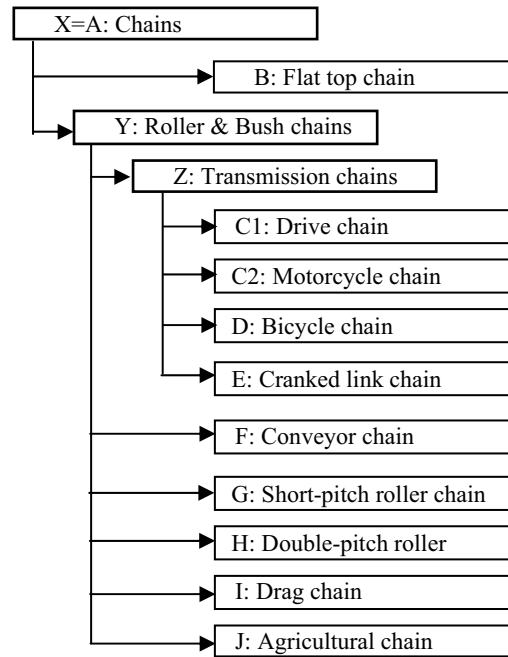 X=A: Chains
B: Flat top chain
Y: Roller & Bush chains
Z: Transmission chains
C1: Drive chain
C2: Motorcycle chain
D: Bicycle chain
E: Cranked link chain
F: Conveyor chain
G: Short-pitch roller chain
H: Double-pitch roller
I: Drag chain
J: Agricultural chain